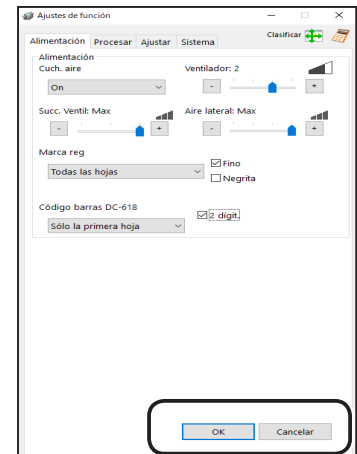 Ajustes de función
Clasificar
Alimentación Procesar Ajustar Sistema
Alimentación
Cuch. aire Ventilador: 2
On - +
Succ. Ventil: Max Aire lateral: Max
- + - +
Marca reg
Todas las hojas Fino
Negrita
Código barras DC-618
Sólo la primera hoja 2 dígit.
OK Cancelar